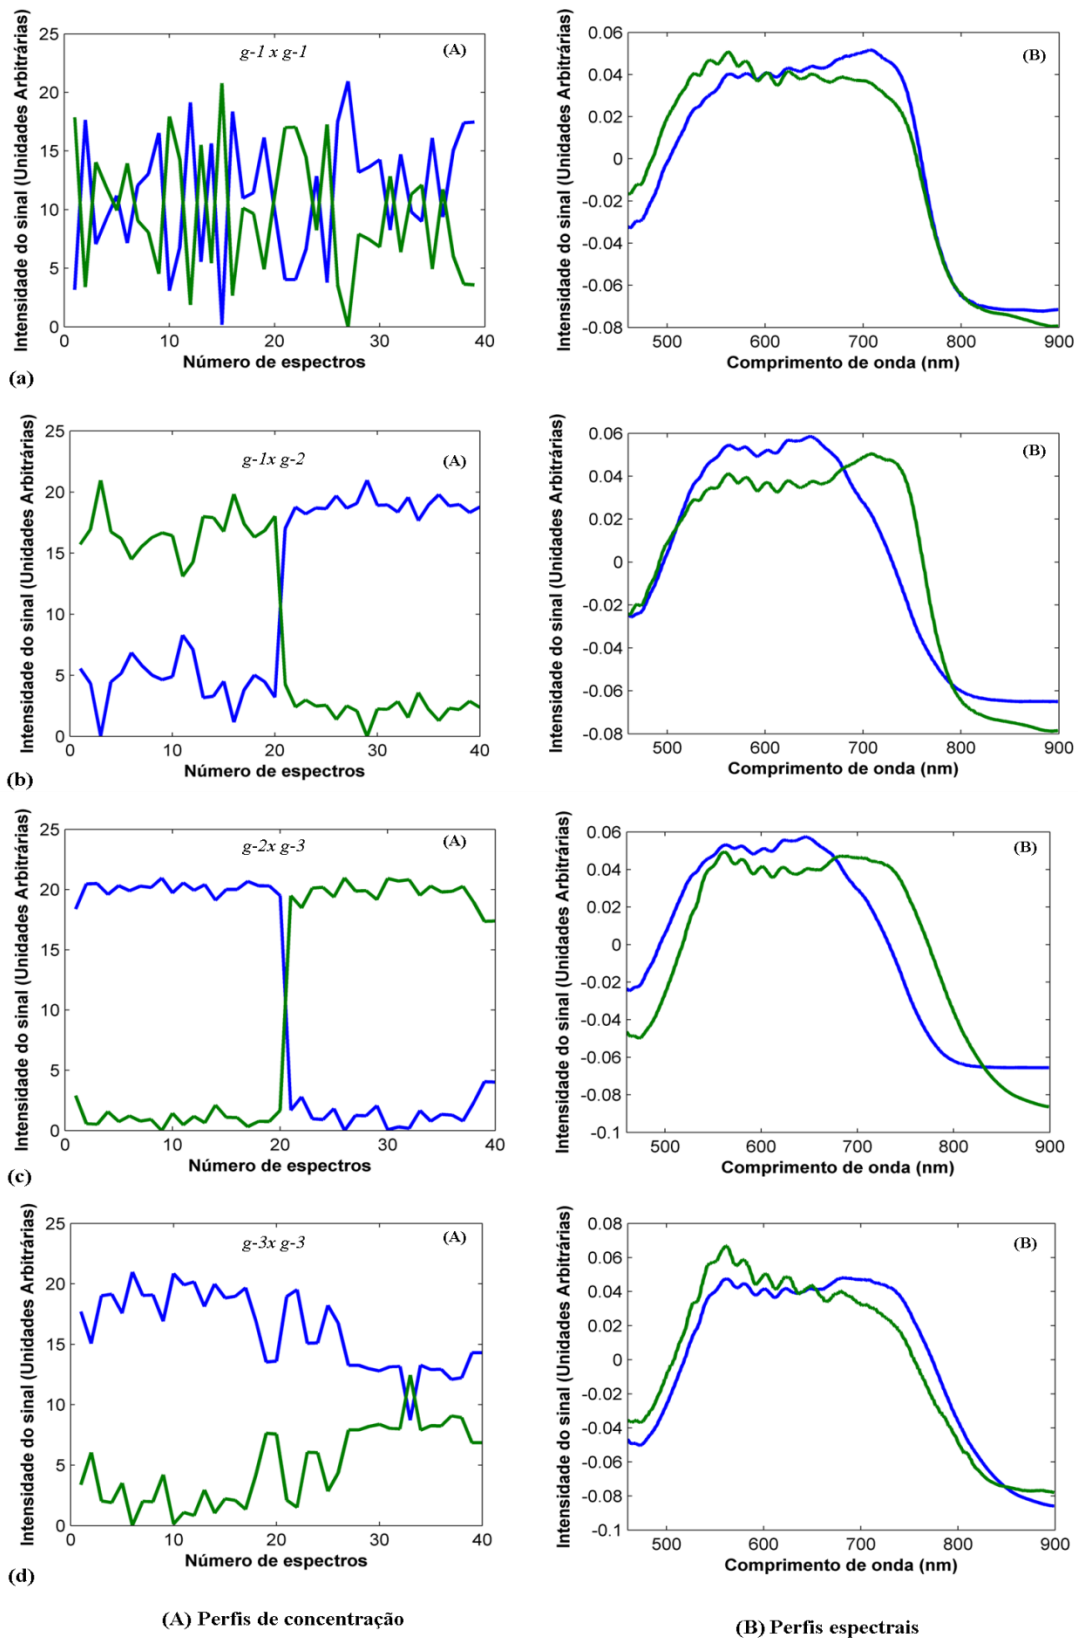 Intensidade do sinal (Unidades Arbitrárias)
25
20
15
10
5
0
g-1 x g-1
(A)
0 10 20 30 40
Número de espectros
(a)
Intensidade do sinal (Unidades Arbitrárias)
0.06
0.04
0.02
0
-0.02
-0.04
-0.06
-0.08
(B)
500 600 700 800 900
Comprimento de onda (nm)
Intensidade do sinal (Unidades Arbitrárias)
25
20
15
10
5
0
g-1x g-2
(A)
0 10 20 30 40
Número de espectros
(b)
Intensidade do sinal (Unidades Arbitrárias)
0.06
0.04
0.02
0
-0.02
-0.04
-0.06
-0.08
(B)
500 600 700 800 900
Comprimento de onda (nm)
Intensidade do sinal (Unidades Arbitrárias)
25
20
15
10
5
0
g-2x g-3
(A)
0 10 20 30 40
Número de espectros
(c)
Intensidade do sinal (Unidades Arbitrárias)
0.06
0.04
0.02
0
-0.02
-0.04
-0.06
-0.08
-0.1
(B)
500 600 700 800 900
Comprimento de onda (nm)
Intensidade do sinal (Unidades Arbitrárias)
25
20
15
10
5
0
g-3x g-3
(A)
0 10 20 30 40
Número de espectros
(d)
Intensidade do sinal (Unidades Arbitrárias)
0.08
0.06
0.04
0.02
0
-0.02
-0.04
-0.06
-0.08
-0.1
(B)
500 600 700 800 900
Comprimento de onda (nm)
(A) Perfis de concentração
(B) Perfis espectrais